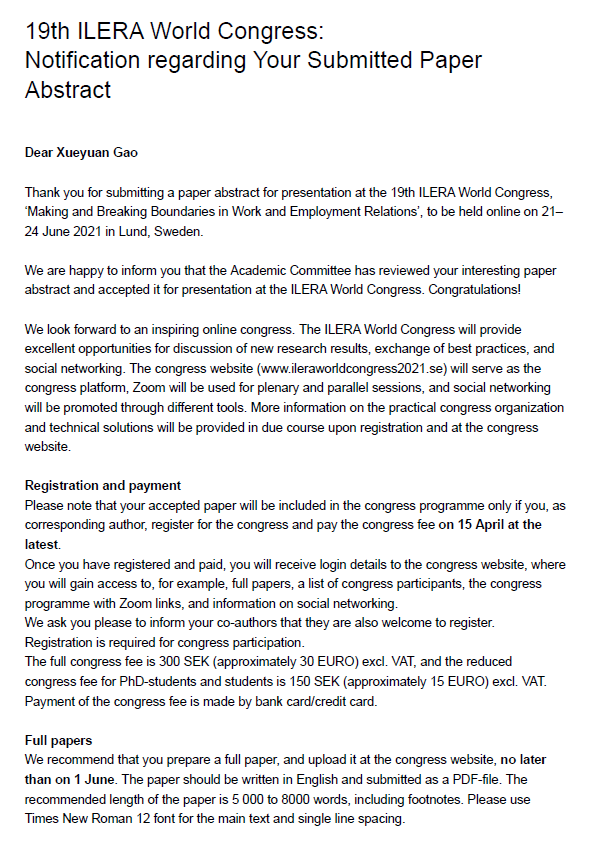 19th ILERA World Congress:
Notification regarding Your Submitted Paper
Abstract
Dear Xueyuan Gao
Thank you for submitting a paper abstract for presentation at the 19th ILERA World Congress,
‘Making and Breaking Boundaries in Work and Employment Relations’, to be held online on 21–
24 June 2021 in Lund, Sweden.
We are happy to inform you that the Academic Committee has reviewed your interesting paper
abstract and accepted it for presentation at the ILERA World Congress. Congratulations!
We look forward to an inspiring online congress. The ILERA World Congress will provide
excellent opportunities for discussion of new research results, exchange of best practices, and
social networking. The congress website (www.ileraworldcongress2021.se) will serve as the
congress platform, Zoom will be used for plenary and parallel sessions, and social networking
will be promoted through different tools. More information on the practical congress organization
and technical solutions will be provided in due course upon registration and at the congress
website.
Registration and payment
Please note that your accepted paper will be included in the congress programme only if you, as
corresponding author, register for the congress and pay the congress fee on 15 April at the
latest.
Once you have registered and paid, you will receive login details to the congress website, where
you will gain access to, for example, full papers, a list of congress participants, the congress
programme with Zoom links, and information on social networking.
We ask you please to inform your co-authors that they are also welcome to register.
Registration is required for congress participation.
The full congress fee is 300 SEK (approximately 30 EURO) excl. VAT, and the reduced
congress fee for PhD-students and students is 150 SEK (approximately 15 EURO) excl. VAT.
Payment of the congress fee is made by bank card/credit card.
Full papers
We recommend that you prepare a full paper, and upload it at the congress website, no later
than on 1 June. The paper should be written in English and submitted as a PDF-file. The
recommended length of the paper is 5 000 to 8000 words, including footnotes. Please use
Times New Roman 12 font for the main text and single line spacing.